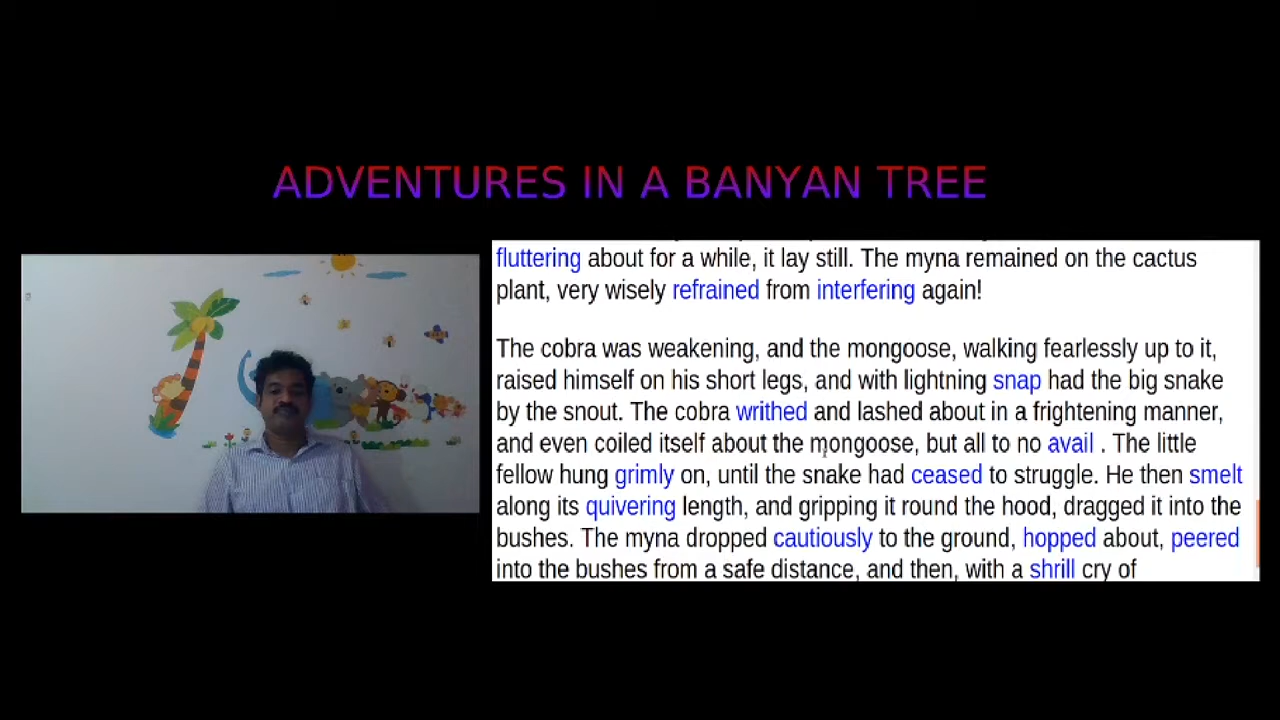 ADVENTURES IN A BANYAN TREE
fluttering about for a while, it lay still. The myna remained on the cactus
plant, very wisely refrained from interfering again!
The cobra was weakening, and the mongoose, walking fearlessly up to it,
raised himself on his short legs, and with lightning snap had the big snake
by the snout. The cobra writhed and lashed about in a frightening manner,
and even coiled itself about the mongoose, but all to no avail . The little
fellow hung grimly on, until the snake had ceased to struggle. He then smelt
along its quivering length, and gripping it round the hood, dragged it into the
bushes. The myna dropped cautiously to the ground, hopped about, peered
into the bushes from a safe distance, and then, with a shrill cry of